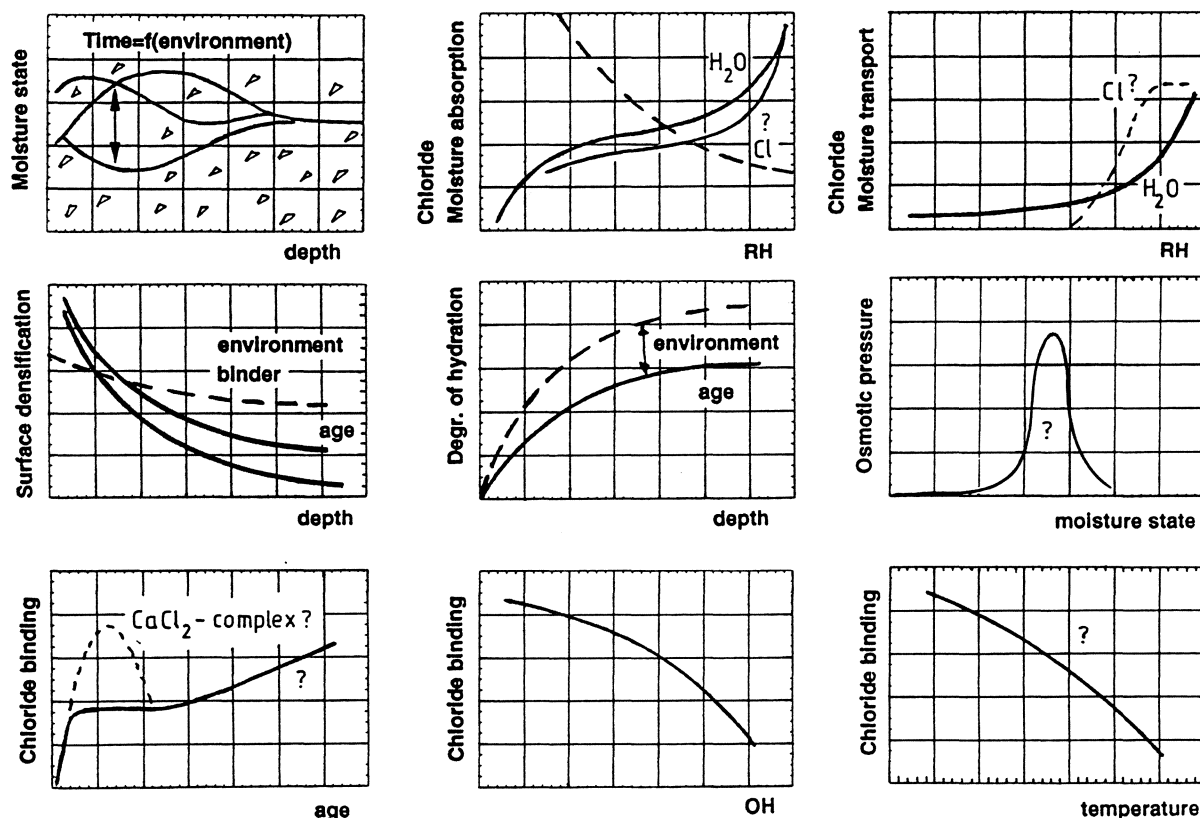 Moisture state
Time=f(environment)
depth
Chloride
Moisture absorption
H₂O
?
Cl
RH
Chloride
Moisture transport
Cl?
H₂O
RH
Surface densification
environment
binder
age
depth
Degr. of hydration
environment
age
depth
Osmotic pressure
?
moisture state
Chloride binding
CaCl₂-complex?
?
age
Chloride binding
OH
Chloride binding
?
temperature